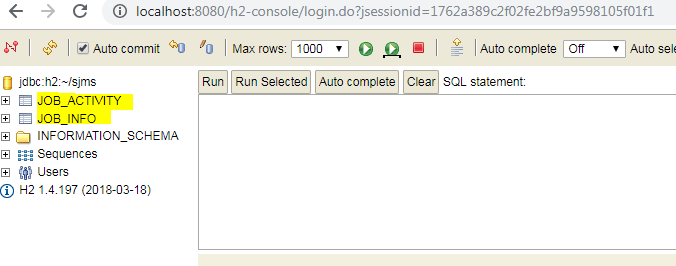 localhost:8080/h2-console/login.do?jsessionid=1762a389c2f02fe2bf9a9598105f01f1
Auto commit Max rows: 1000 Auto complete Off Auto sele
jdbc:h2:~/sjms Run Run Selected Auto complete Clear SQL statement:
JOB_ACTIVITY
JOB_INFO
INFORMATION_SCHEMA
Sequences
Users
H2 1.4.197 (2018-03-18)